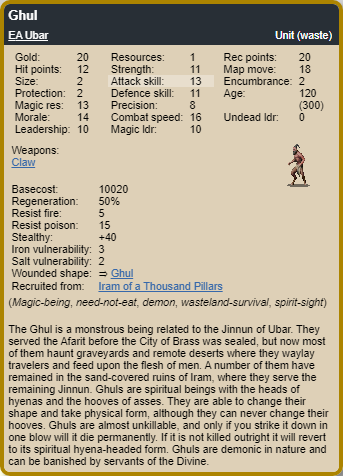 Ghul
EA Ubar Unit (waste)
Gold: 20 Resources: 1 Rec points: 20
Hit points: 12 Strength: 11 Map move: 18
Size: 2 Attack skill: 13 Encumbrance: 2
Protection: 2 Defence skill: 11 Age: 120
Magic res: 13 Precision: 8 (300)
Morale: 14 Combat speed: 16 Undead ldr: 0
Leadership: 10 Magic ldr: 10
Weapons:
Claw
Basecost: 10020
Regeneration: 50%
Resist fire: 5
Resist poison: 15
Stealthy: +40
Iron vulnerability: 3
Salt vulnerability: 2
Wounded shape: ⇒ Ghul
Recruited from: Iram of a Thousand Pillars
(Magic-being, need-not-eat, demon, wasteland-survival, spirit-sight)
The Ghul is a monstrous being related to the Jinnun of Ubar. They
served the Afarit before the City of Brass was sealed, but now most
of them haunt graveyards and remote deserts where they waylay
travelers and feed upon the flesh of men. A number of them have
remained in the sand-covered ruins of Iram, where they serve the
remaining Jinnun. Ghuls are spiritual beings with the heads of
hyenas and the hooves of asses. They are able to change their
shape and take physical form, although they can never change their
hooves. Ghuls are almost unkillable, and only if you strike it down in
one blow will it die permanently. If it is not killed outright it will revert
to its spiritual hyena-headed form. Ghuls are demonic in nature and
can be banished by servants of the Divine.